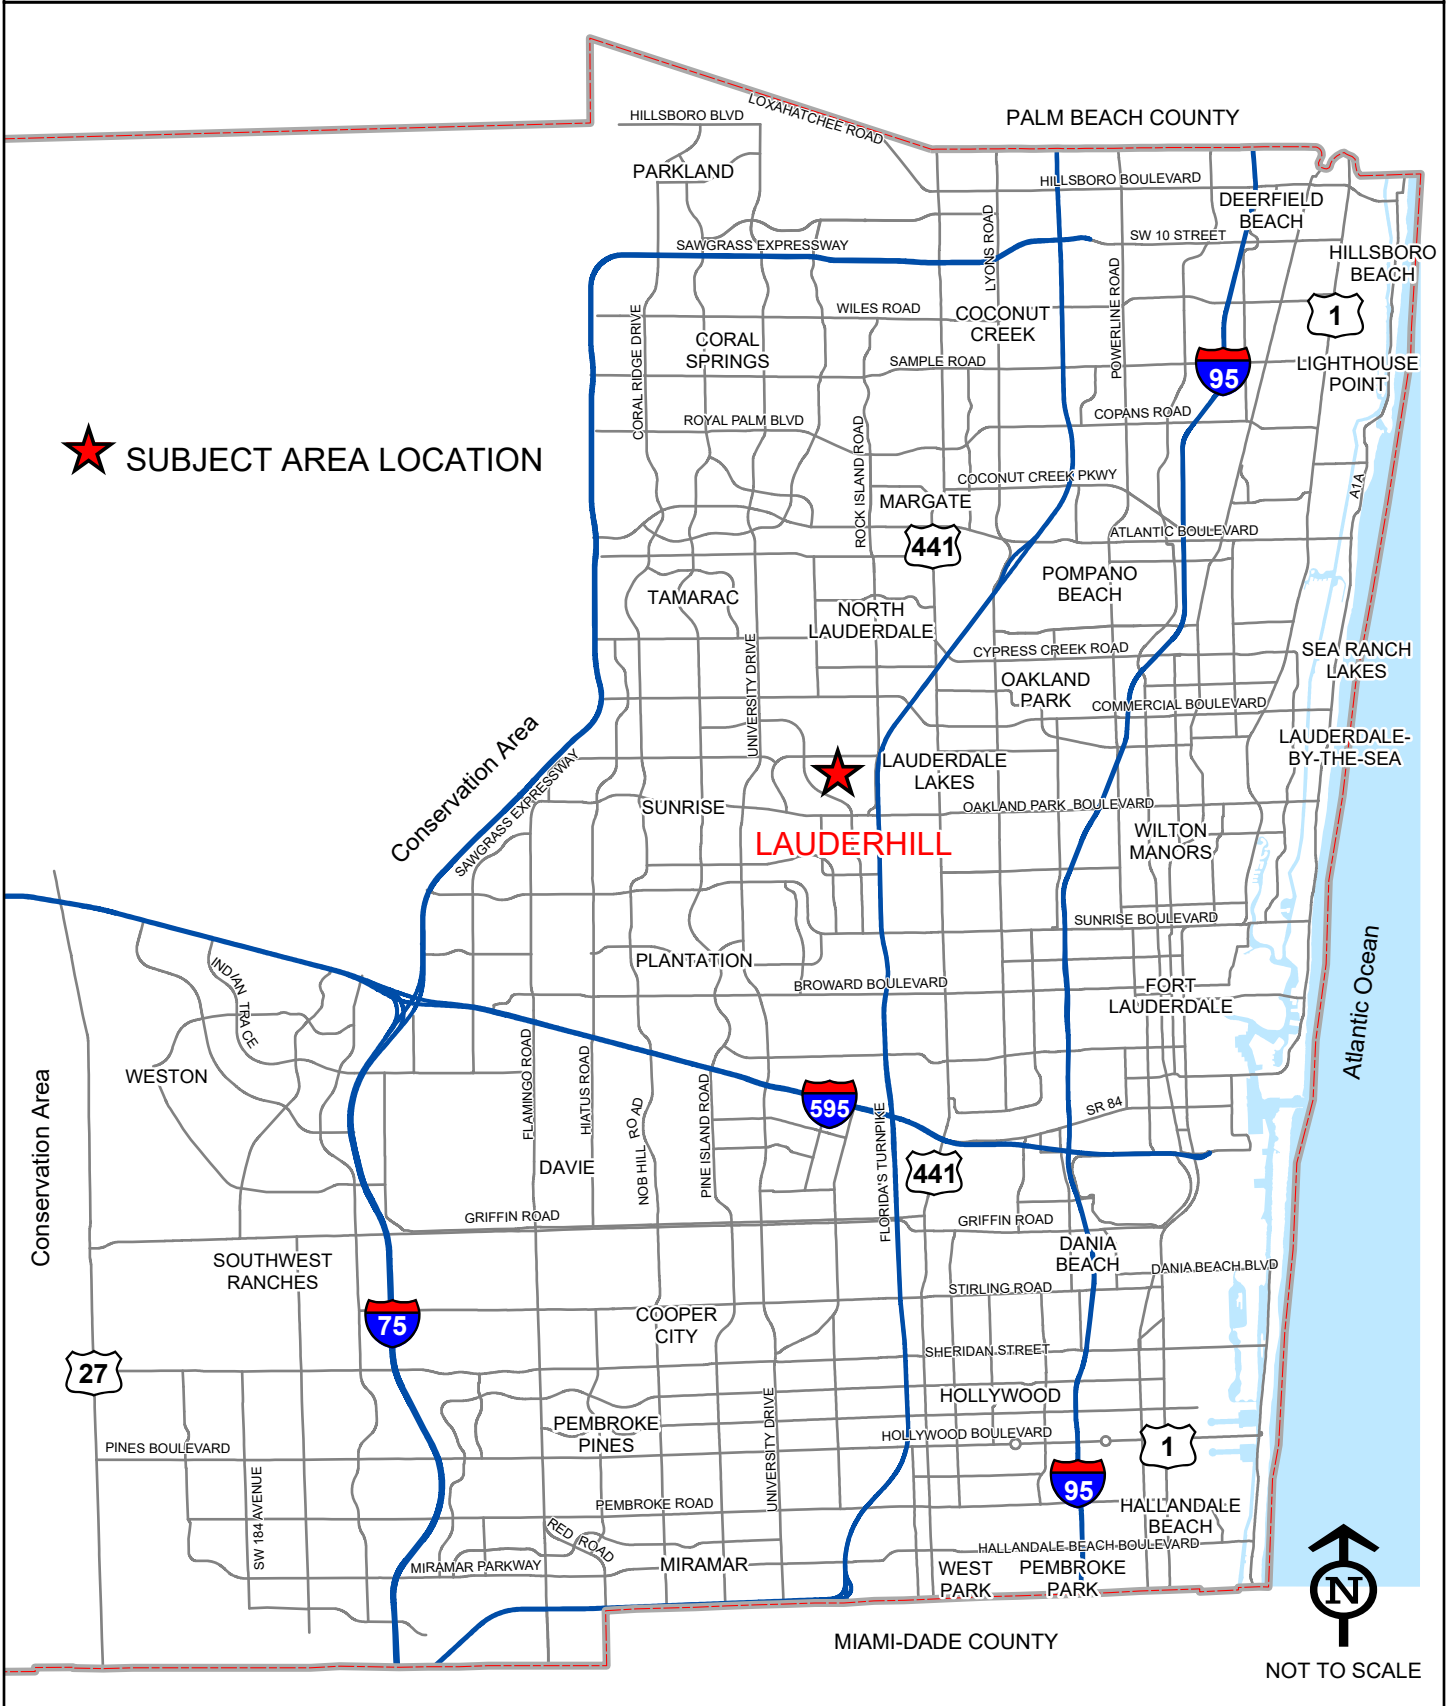 PALM BEACH COUNTY
LOXAHATCHEE ROAD
HILLSBORO BLVD
PARKLAND
HILLSBORO BOULEVARD
DEERFIELD
BEACH
SW 10 STREET
SAWGRASS EXPRESSWAY
LYONS ROAD
HILLSBORO
BEACH
POWERLINE ROAD
WILES ROAD
COCONUT
CREEK
1
CORAL RIDGE DRIVE
CORAL
SPRINGS
SAMPLE ROAD
95
LIGHTHOUSE
POINT
ROYAL PALM BLVD
COPANS ROAD
ROCK ISLAND ROAD
SUBJECT AREA LOCATION
COCONUT CREEK PKWY
A1A
MARGATE
441
ATLANTIC BOULEVARD
POMPANO
BEACH
TAMARAC
NORTH
LAUDERDALE
UNIVERSITY DRIVE
CYPRESS CREEK ROAD
SEA RANCH
LAKES
OAKLAND
PARK
COMMERCIAL BOULEVARD
LAUDERDALE-
BY-THE-SEA
Conservation Area
SAWGRASS EXPRESSWAY
LAUDERDALE
LAKES
SUNRISE
OAKLAND PARK BOULEVARD
LAUDERHILL
WILTON
MANORS
SUNRISE BOULEVARD
PLANTATION
INDIAN TRACE
BROWARD BOULEVARD
FORT
LAUDERDALE
Atlantic Ocean
WESTON
Conservation Area
FLAMINGO ROAD
HIATUS ROAD
NOB HILL ROAD
PINE ISLAND ROAD
595
FLORIDA'S TURNPIKE
SR 84
DAVIE
441
GRIFFIN ROAD
GRIFFIN ROAD
SOUTHWEST
RANCHES
DANIA
BEACH
DANIA BEACH BLVD
STIRLING ROAD
75
COOPER
CITY
SHERIDAN STREET
27
HOLLYWOOD
UNIVERSITY DRIVE
PEMBROKE
PINES
HOLLYWOOD BOULEVARD
1
PINES BOULEVARD
SW 184 AVENUE
95
PEMBROKE ROAD
HALLANDALE
BEACH
RED ROAD
HALLANDALE BEACH BOULEVARD
MIRAMAR PARKWAY
MIRAMAR
WEST
PARK
PEMBROKE
PARK
N
MIAMI-DADE COUNTY
NOT TO SCALE